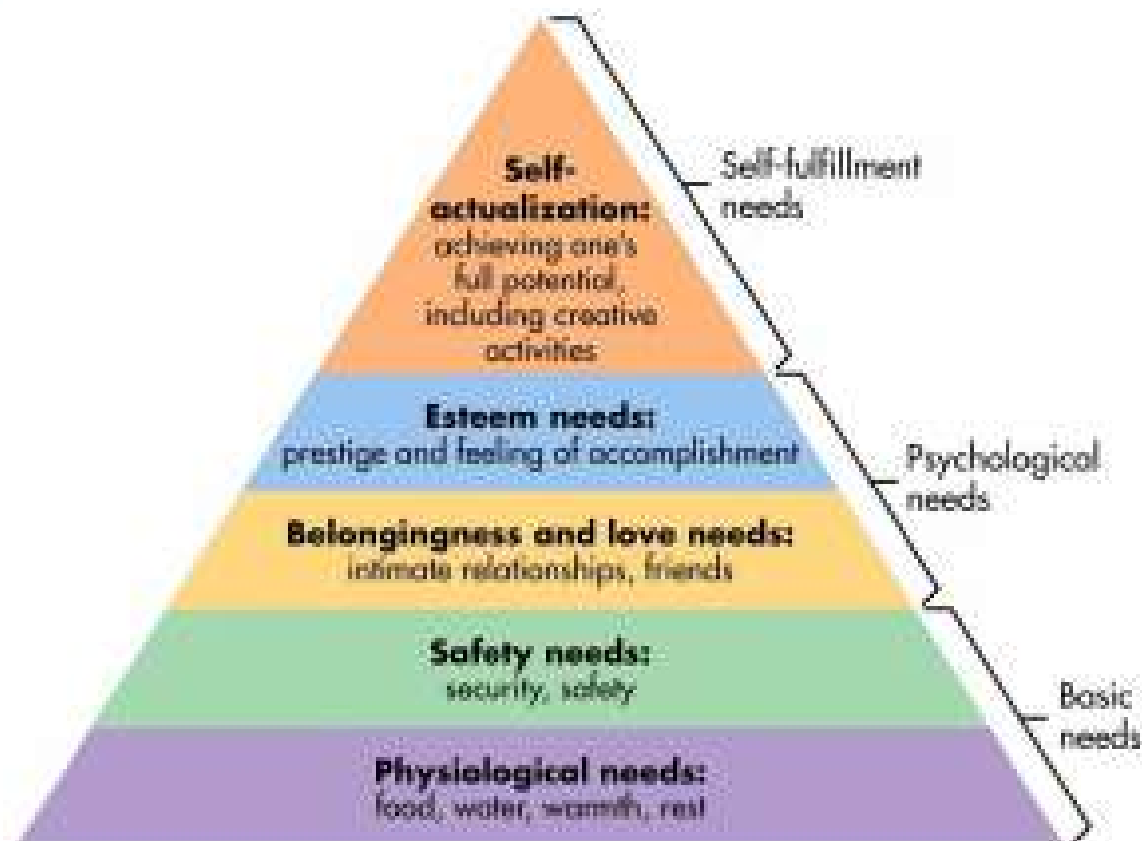 Self-
actualization:
achieving one's
full potential,
including creative
activities
Self-fulfillment
needs
Esteem needs:
prestige and feeling of accomplishment
Psychological
needs
Belongingness and love needs:
intimate relationships, friends
Safety needs:
security, safety
Basic
needs
Physiological needs:
food, water, warmth, rest